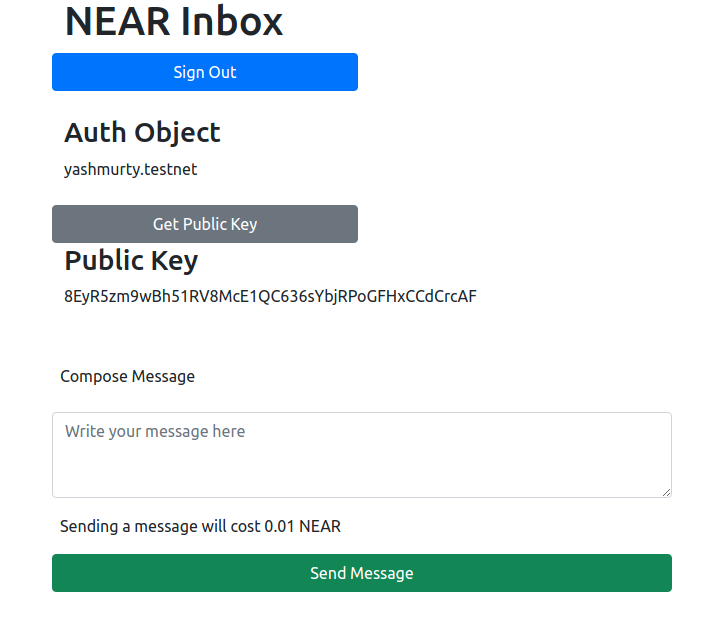 NEAR Inbox
Sign Out
Auth Object
yashmurty.testnet
Get Public Key
Public Key
8EyR5zm9wBh51RV8McE1QC636sYbjRPoGFHxCCdCrcAF
Compose Message
Write your message here
Sending a message will cost 0.01 NEAR
Send Message